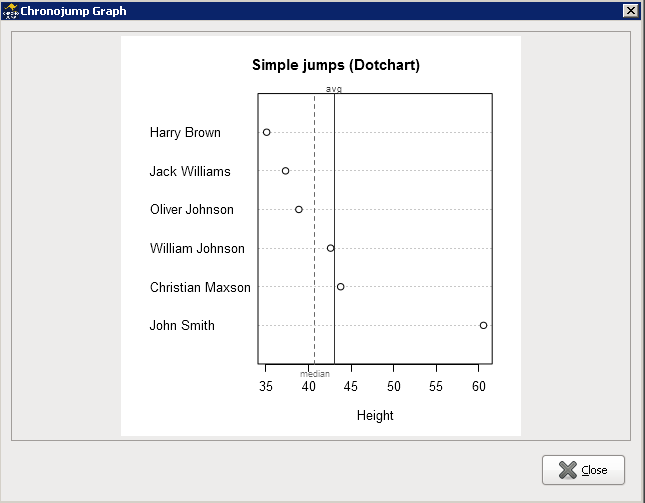 Chronojump Graph
Simple jumps (Dotchart)
avg
Harry Brown
Jack Williams
Oliver Johnson
William Johnson
Christian Maxson
John Smith
median
35 40 45 50 55 60
Height
Close